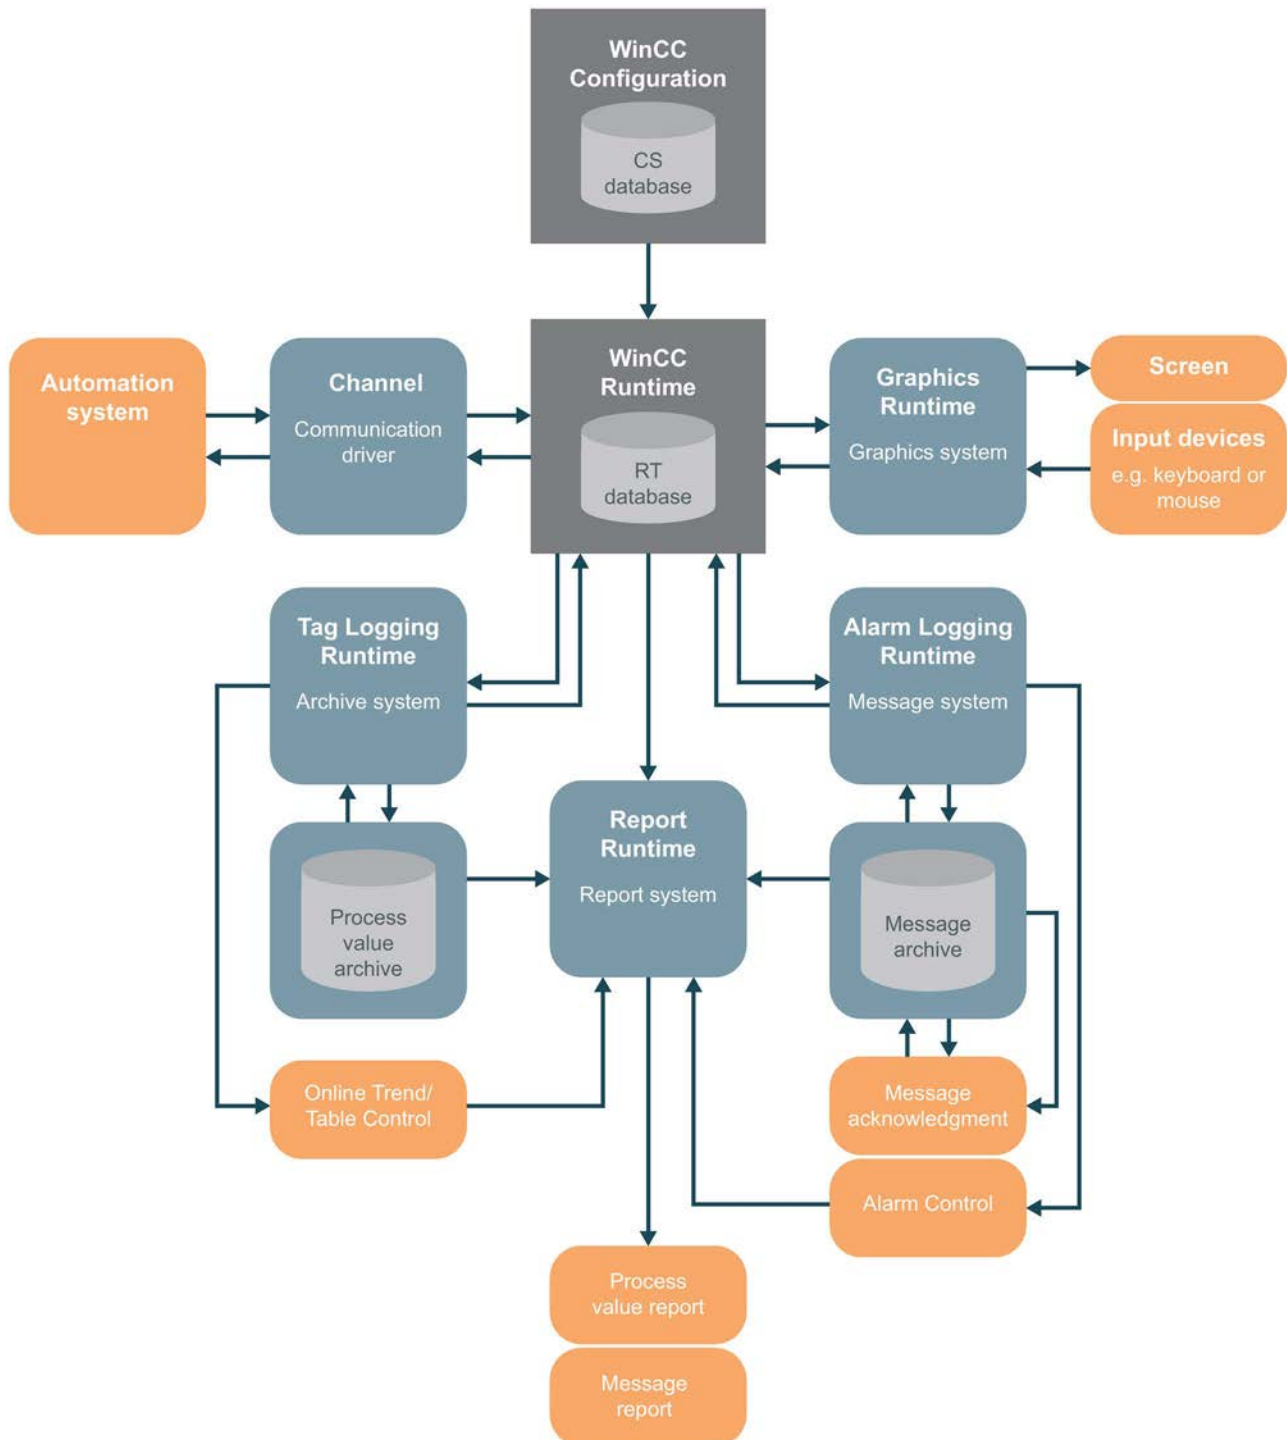 WinCC
Configuration
CS
database
Automation
system
Channel
Communication
driver
WinCC
Runtime
RT
database
Graphics
Runtime
Graphics system
Screen
Input devices
e.g. keyboard or
mouse
Tag Logging
Runtime
Archive system
Alarm Logging
Runtime
Message system
Process
value
archive
Report
Runtime
Report system
Message
archive
Online Trend/
Table Control
Message
acknowledgment
Alarm Control
Process
value report
Message
report